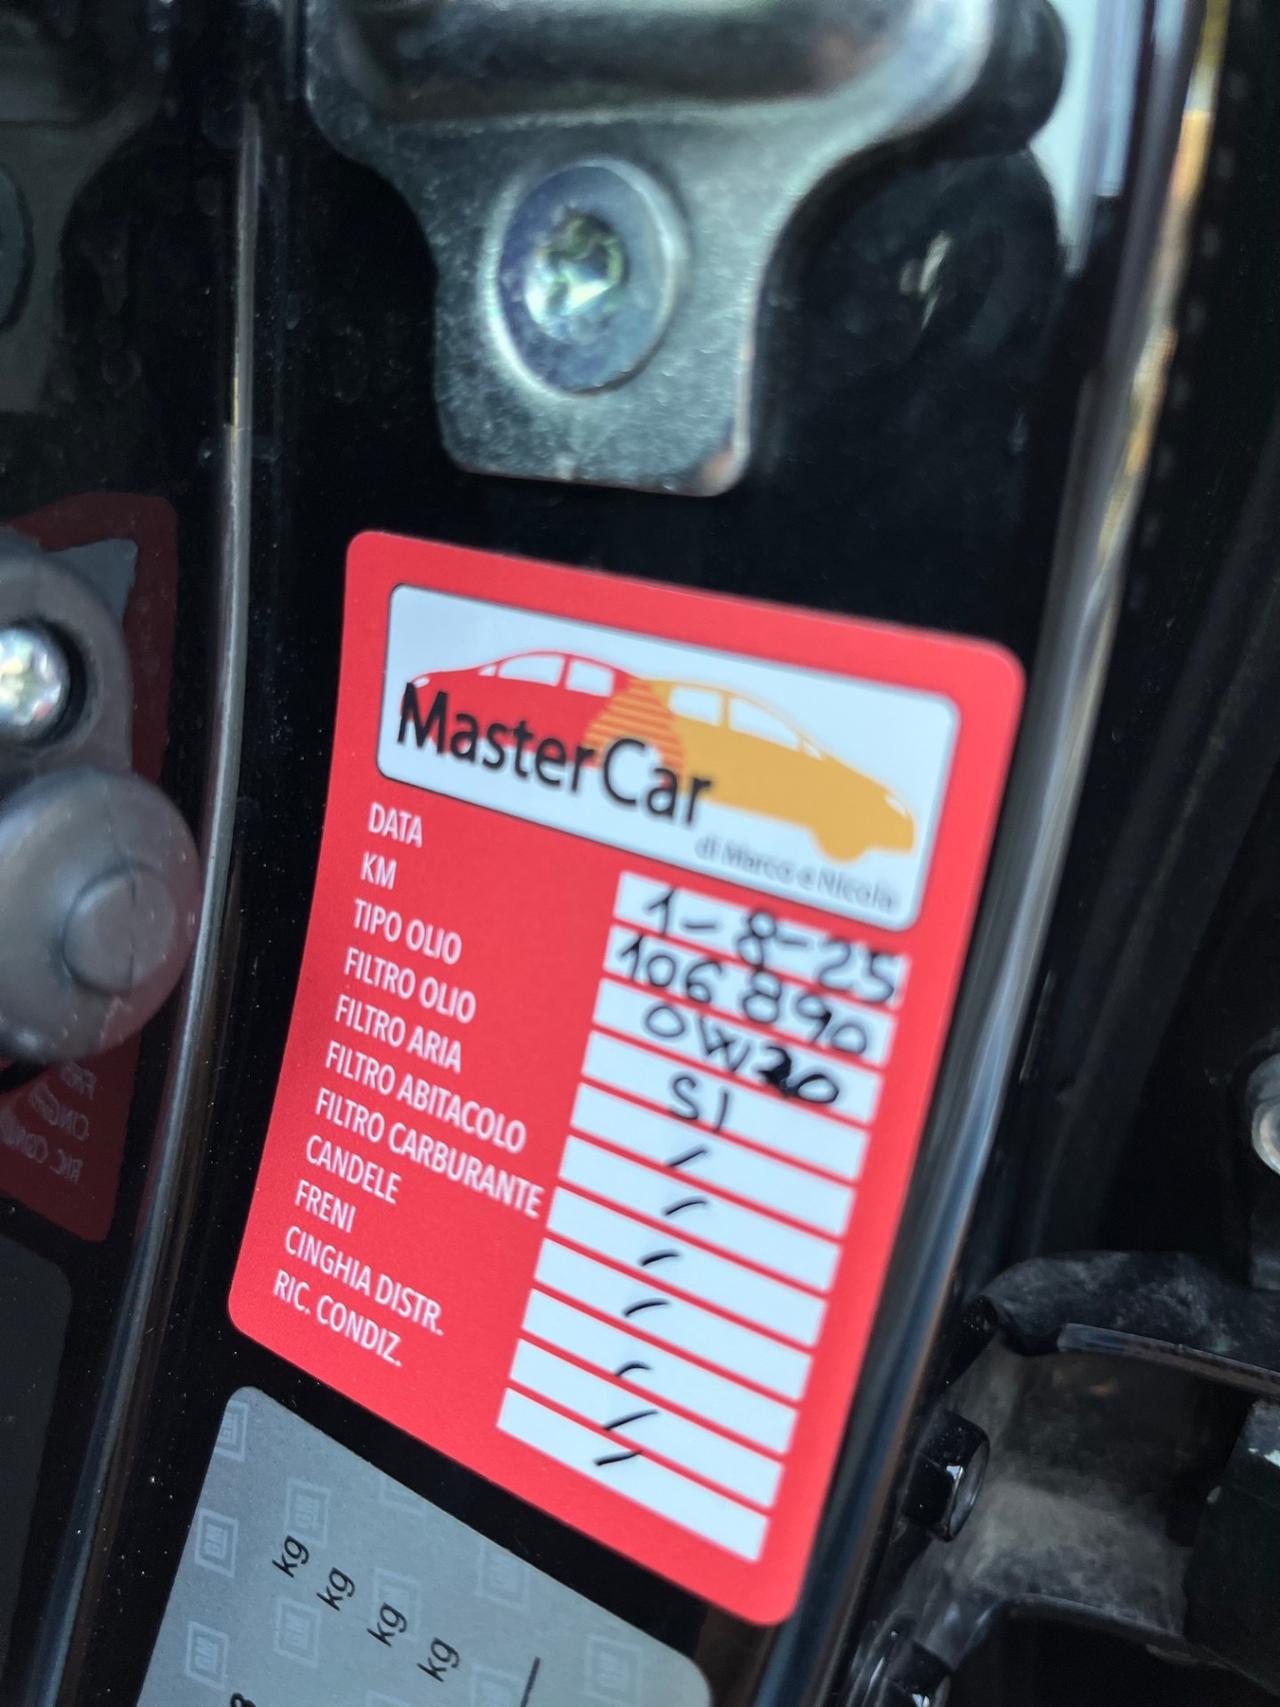 MasterCar
di Marco e Nicola
DATA 1-8-25
KM 106890
TIPO OLIO 0W20
FILTRO OLIO SI
FILTRO ARIA /
FILTRO ABITACOLO /
FILTRO CARBURANTE /
CANDELE /
FRENI /
CINGHIA DISTR. /
RIC. CONDIZ. /
GM
kg
kg
kg
kg